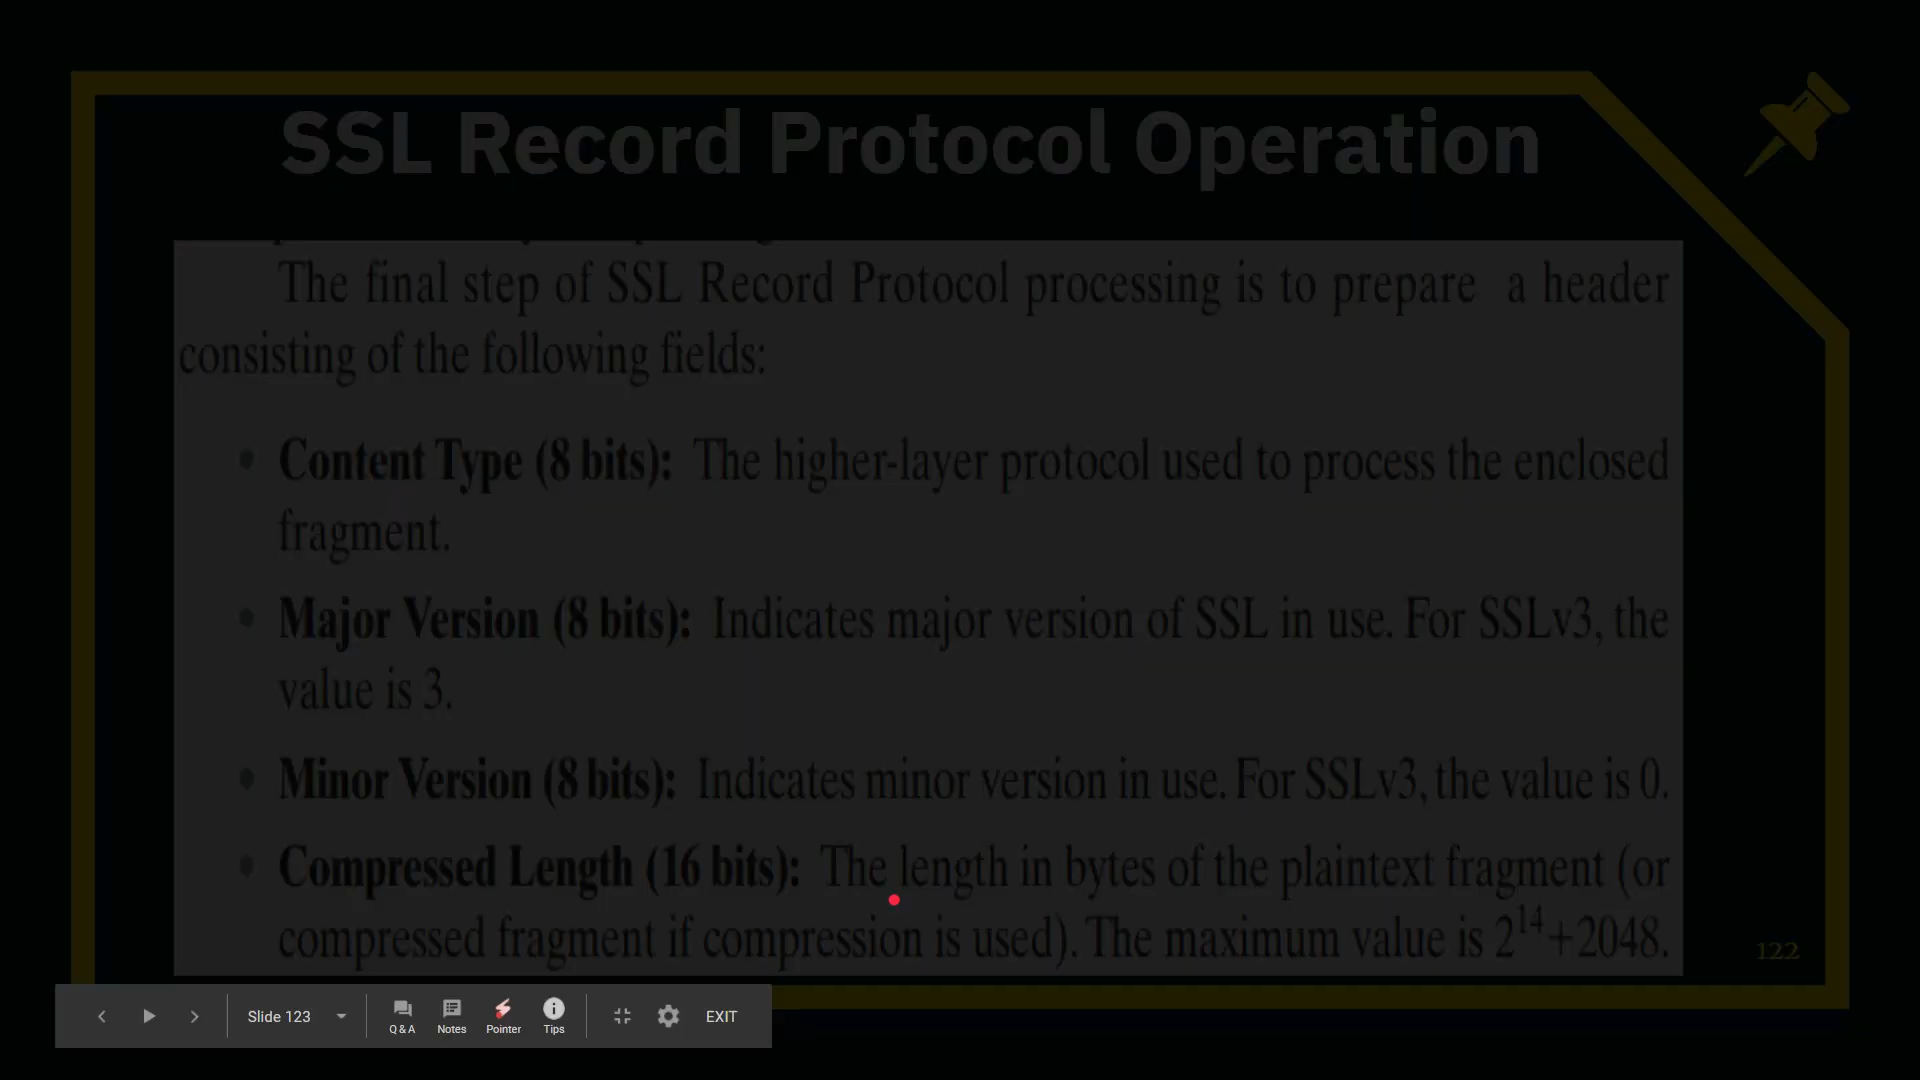 SSL Record Protocol Operation
The final step of SSL Record Protocol processing is to prepare a header
consisting of the following fields:
• Content Type (8 bits): The higher-layer protocol used to process the enclosed
fragment.
• Major Version (8 bits): Indicates major version of SSL in use. For SSLv3, the
value is 3.
• Minor Version (8 bits): Indicates minor version in use. For SSLv3, the value is 0.
• Compressed Length (16 bits): The length in bytes of the plaintext fragment (or
compressed fragment if compression is used). The maximum value is 2^14+2048.
122
Slide 123
Q & A
Notes
Pointer
Tips
EXIT